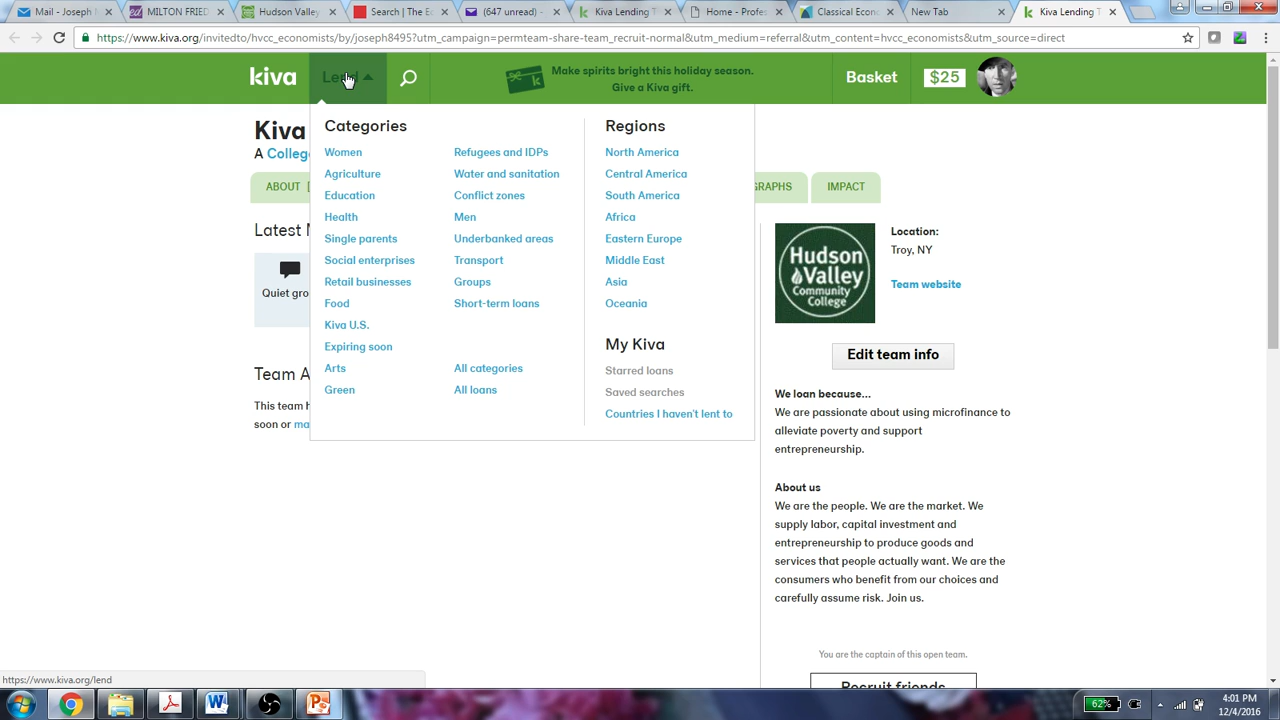 Mail - Joseph M
MILTON FRIED
Hudson Valley
Search | The Ec
(647 unread) -
Kiva Lending T
Home - Profes
Classical Econ
New Tab
Kiva Lending T
https://www.kiva.org/invitedto/hvcc_economists/by/joseph8495?utm_campaign=permteam-share-team_recruit-normal&utm_medium=referral&utm_content=hvcc_economists&utm_source=direct
kiva
Lend
Make spirits bright this holiday season.
Give a Kiva gift.
Basket
$25
Kiva
A Colleg
ABOUT
GRAPHS
IMPACT
Latest M
Quiet gro
Team A
This team h
soon or ma
Categories
Women
Agriculture
Education
Health
Single parents
Social enterprises
Retail businesses
Food
Kiva U.S.
Expiring soon
Arts
Green
Refugees and IDPs
Water and sanitation
Conflict zones
Men
Underbanked areas
Transport
Groups
Short-term loans
All categories
All loans
Regions
North America
Central America
South America
Africa
Eastern Europe
Middle East
Asia
Oceania
My Kiva
Starred loans
Saved searches
Countries I haven't lent to
Hudson
Valley
Community
College
Location:
Troy, NY
Team website
Edit team info
We loan because...
We are passionate about using microfinance to
alleviate poverty and support
entrepreneurship.
About us
We are the people. We are the market. We
supply labor, capital investment and
entrepreneurship to produce goods and
services that people actually want. We are the
consumers who benefit from our choices and
carefully assume risk. Join us.
You are the captain of this open team.
Recruit friends
https://www.kiva.org/lend
62%
4:01 PM
12/4/2016